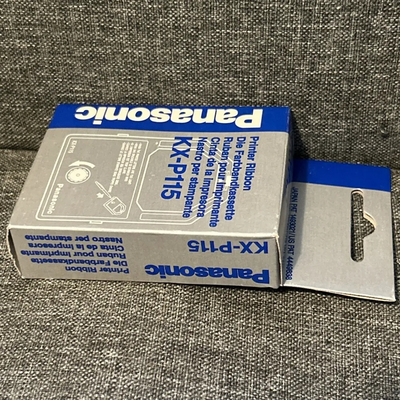 Panasonic
KX-P115
Printer Ribbon
Die Farbbandkassette
Ruban pour Imprimante
Cinta de la impresora
Nastro per stampante
Panasonic
KX-P115
Printer Ribbon
Die Farbbandkassette
Ruban pour Imprimante
Cinta de la impresora
Nastro per stampante
Panasonic